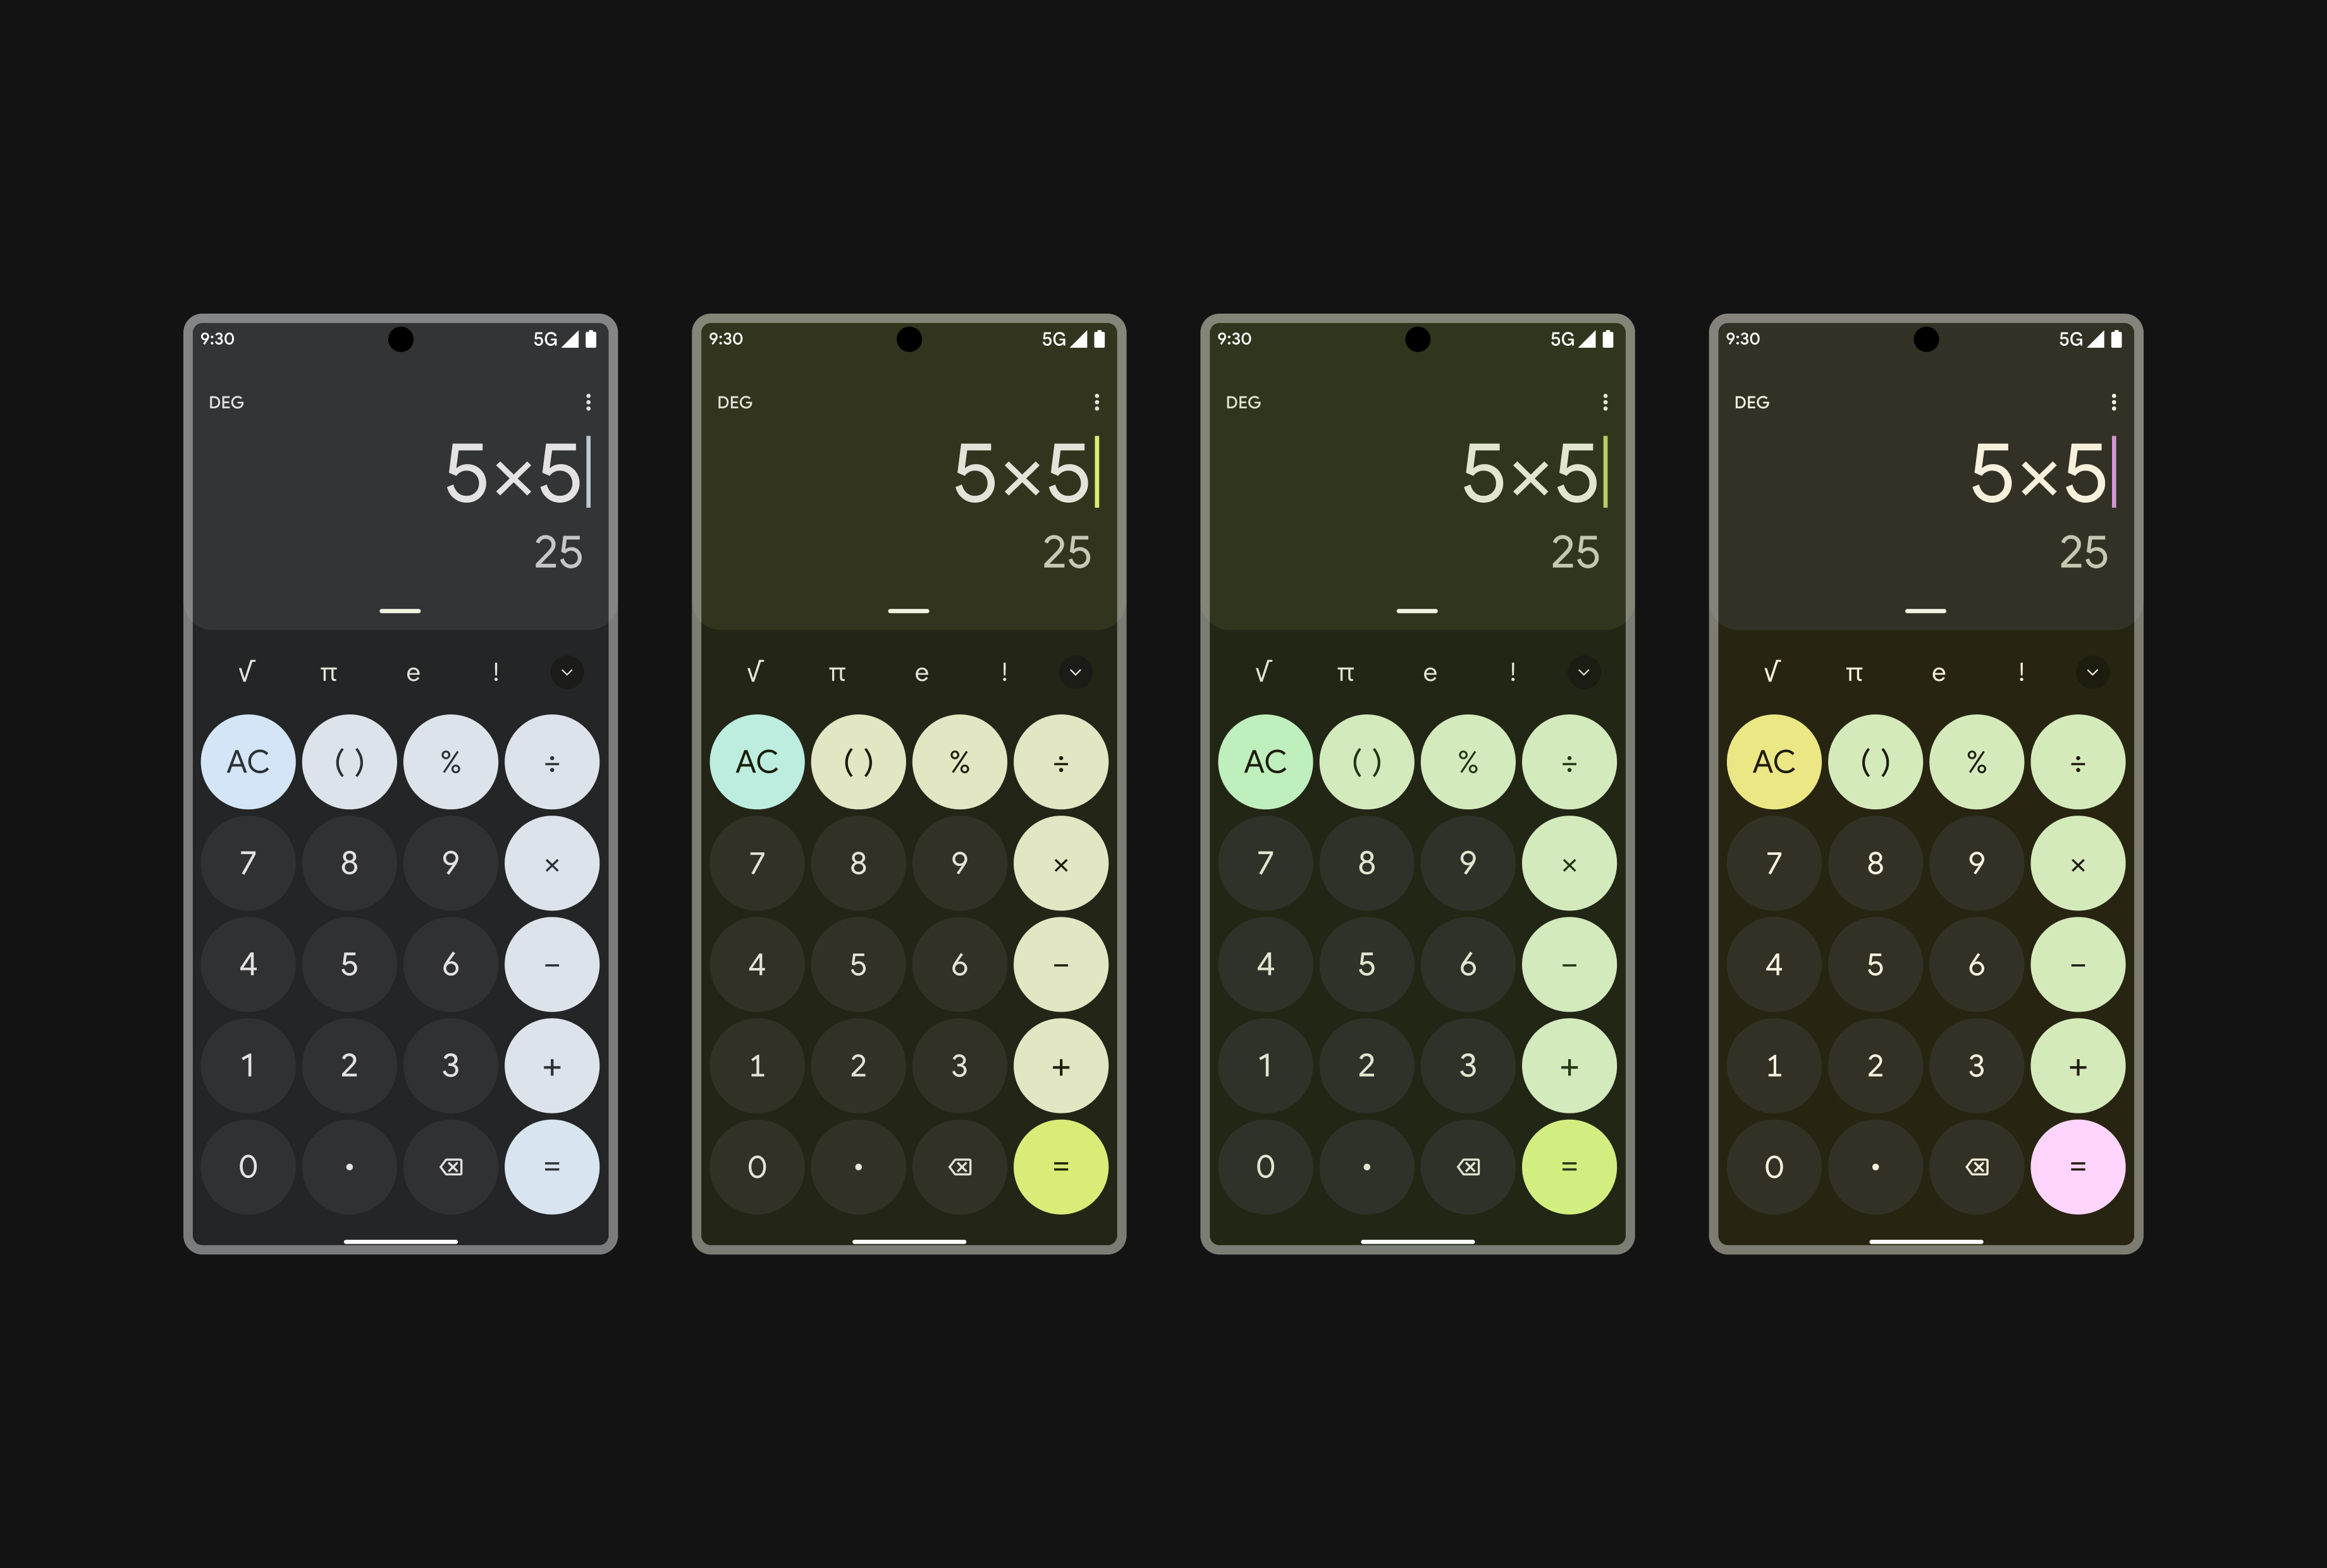 9:30 5G
DEG
5×5
25
√ π e !
AC ( ) % ÷
7 8 9 ×
4 5 6 −
1 2 3 +
0 . =
9:30 5G
DEG
5×5
25
√ π e !
AC ( ) % ÷
7 8 9 ×
4 5 6 −
1 2 3 +
0 . =
9:30 5G
DEG
5×5
25
√ π e !
AC ( ) % ÷
7 8 9 ×
4 5 6 −
1 2 3 +
0 . =
9:30 5G
DEG
5×5
25
√ π e !
AC ( ) % ÷
7 8 9 ×
4 5 6 −
1 2 3 +
0 . =